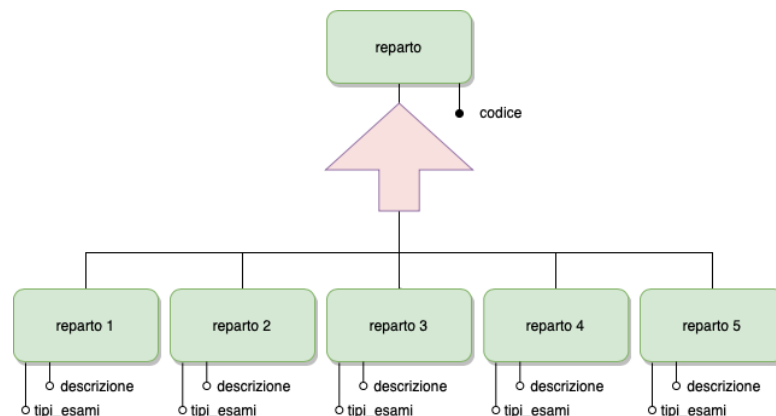 reparto
codice
reparto 1
reparto 2
reparto 3
reparto 4
reparto 5
descrizione
descrizione
descrizione
descrizione
descrizione
tipi_esami
tipi_esami
tipi_esami
tipi_esami
tipi_esami